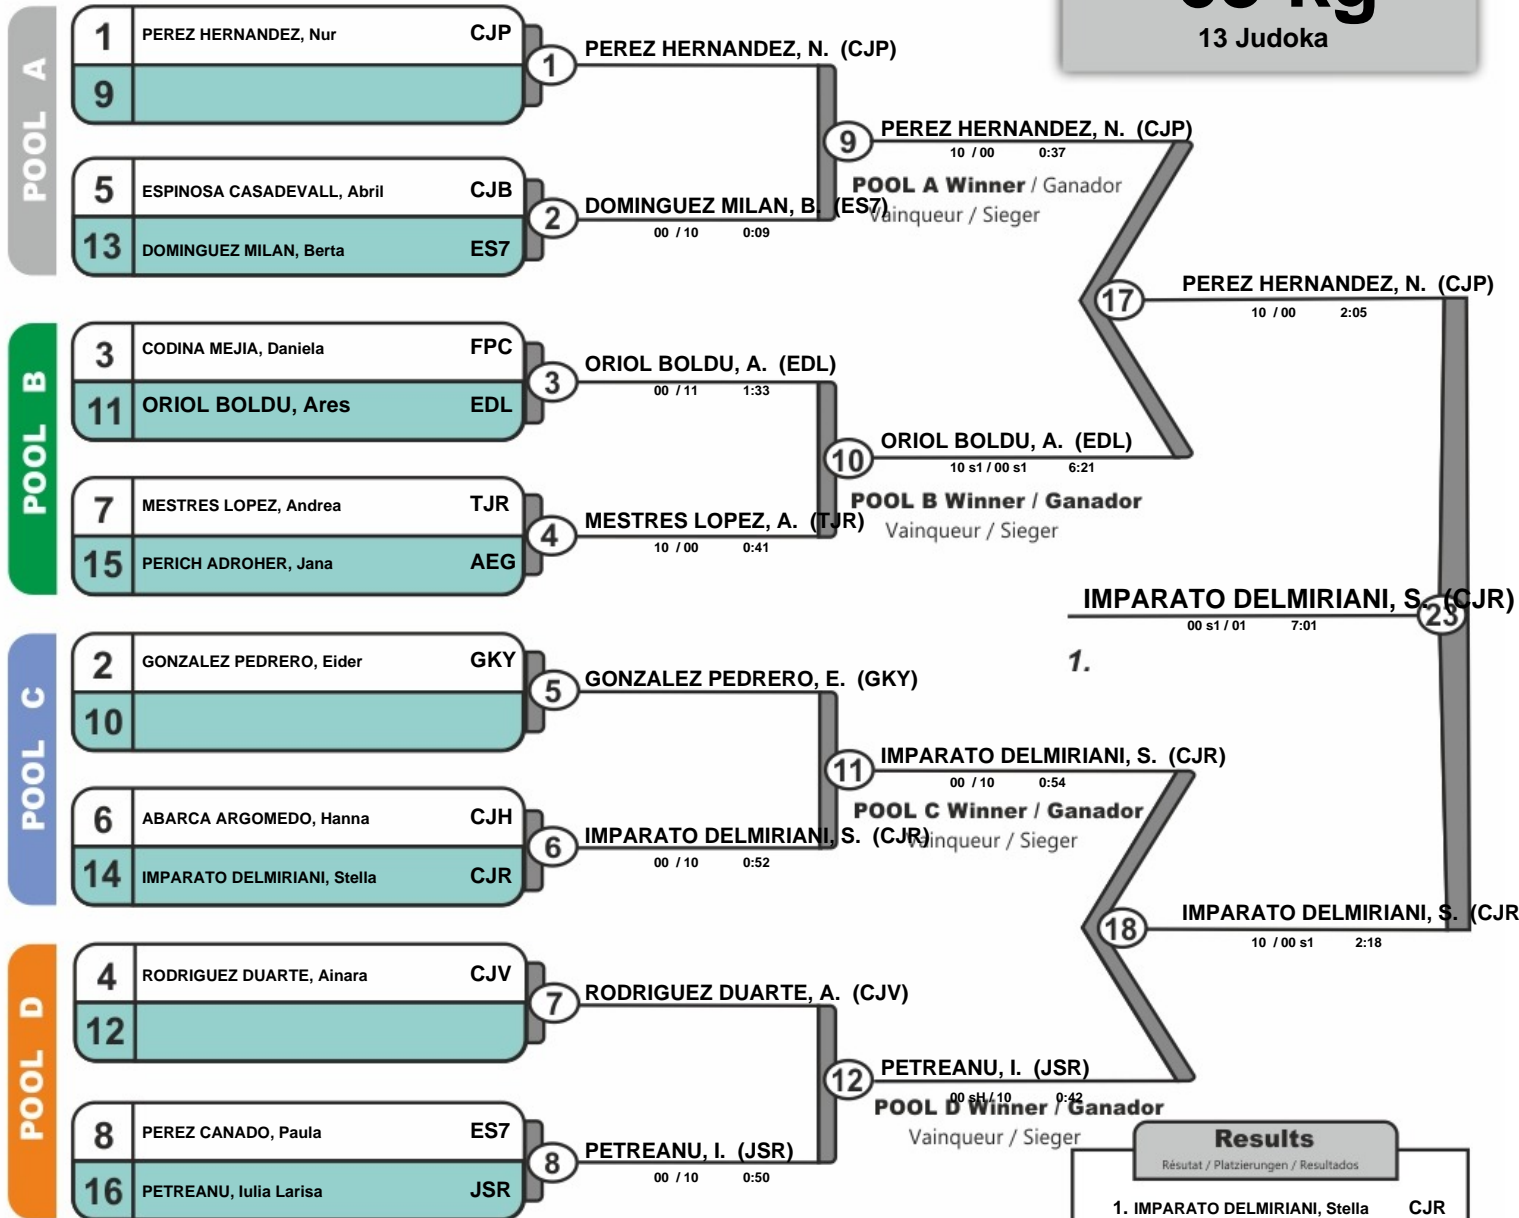 13 Judoka
POOL A
1 PEREZ HERNANDEZ, Nur CJP
9
1
PEREZ HERNANDEZ, N. (CJP)
5 ESPINOSA CASADEVALL, Abril CJB
13 DOMINGUEZ MILAN, Berta ES7
2
DOMINGUEZ MILAN, B. (ES7)
00 / 10 0:09
9
PEREZ HERNANDEZ, N. (CJP)
10 / 00 0:37
POOL A Winner / Ganador
Vainqueur / Sieger
POOL B
3 CODINA MEJIA, Daniela FPC
11 ORIOL BOLDU, Ares EDL
3
ORIOL BOLDU, A. (EDL)
00 / 11 1:33
7 MESTRES LOPEZ, Andrea TJR
15 PERICH ADROHER, Jana AEG
4
MESTRES LOPEZ, A. (TJR)
10 / 00 0:41
10
ORIOL BOLDU, A. (EDL)
10 s1 / 00 s1 6:21
POOL B Winner / Ganador
Vainqueur / Sieger
17
PEREZ HERNANDEZ, N. (CJP)
10 / 00 2:05
POOL C
2 GONZALEZ PEDRERO, Eider GKY
10
5
GONZALEZ PEDRERO, E. (GKY)
6 ABARCA ARGOMEDO, Hanna CJH
14 IMPARATO DELMIRIANI, Stella CJR
6
IMPARATO DELMIRIANI, S. (CJR)
00 / 10 0:52
11
IMPARATO DELMIRIANI, S. (CJR)
00 / 10 0:54
POOL C Winner / Ganador
Vainqueur / Sieger
POOL D
4 RODRIGUEZ DUARTE, Ainara CJV
12
7
RODRIGUEZ DUARTE, A. (CJV)
8 PEREZ CANADO, Paula ES7
16 PETREANU, Iulia Larisa JSR
8
PETREANU, I. (JSR)
00 / 10 0:50
12
PETREANU, I. (JSR)
00 sH / 10 0:42
POOL D Winner / Ganador
Vainqueur / Sieger
18
IMPARATO DELMIRIANI, S. (CJR
10 / 00 s1 2:18
IMPARATO DELMIRIANI, S. (CJR)
23
00 s1 / 01 7:01
1.
Results
Résutat / Platzierungen / Resultados
1. IMPARATO DELMIRIANI, Stella CJR